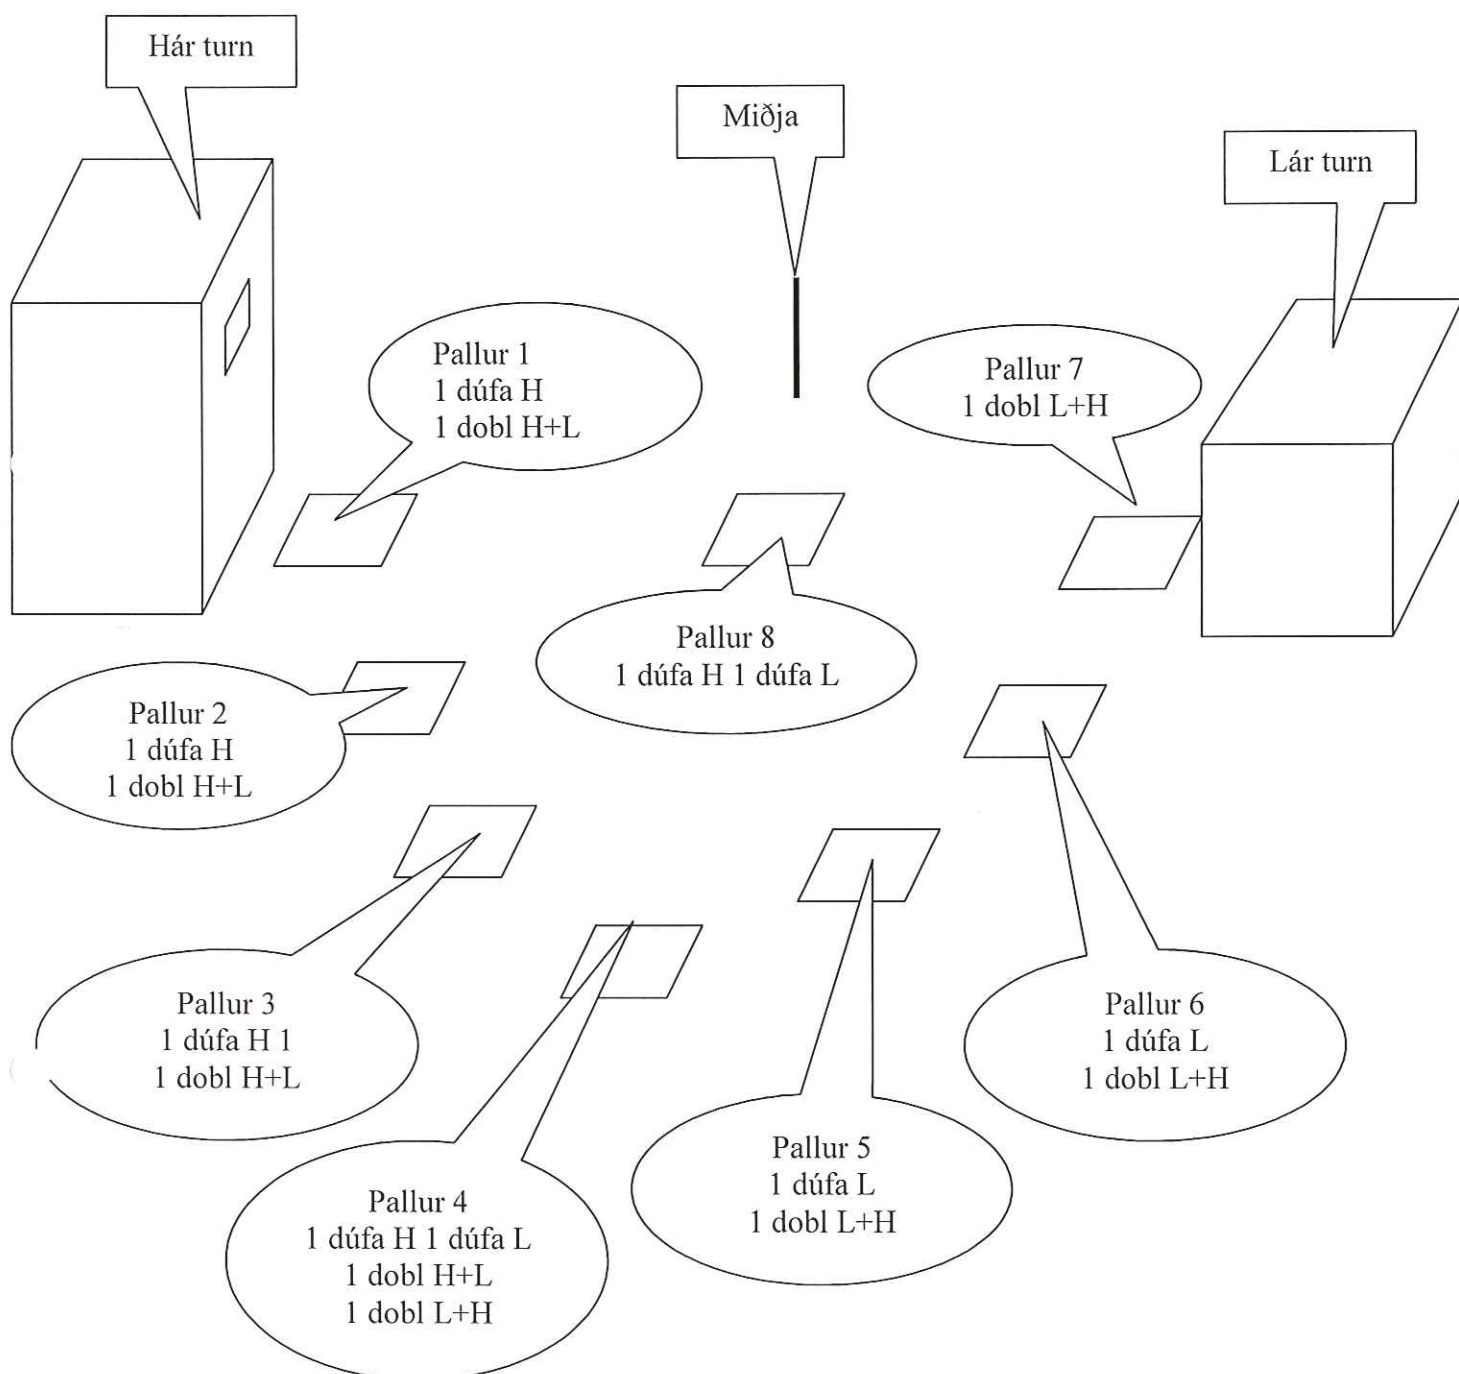 Hár turn
Miðja
Lár turn
Pallur 1
1 dúfa H
1 dobl H+L
Pallur 7
1 dobl L+H
Pallur 8
1 dúfa H 1 dúfa L
Pallur 2
1 dúfa H
1 dobl H+L
Pallur 3
1 dúfa H 1
1 dobl H+L
Pallur 6
1 dúfa L
1 dobl L+H
Pallur 5
1 dúfa L
1 dobl L+H
Pallur 4
1 dúfa H 1 dúfa L
1 dobl H+L
1 dobl L+H